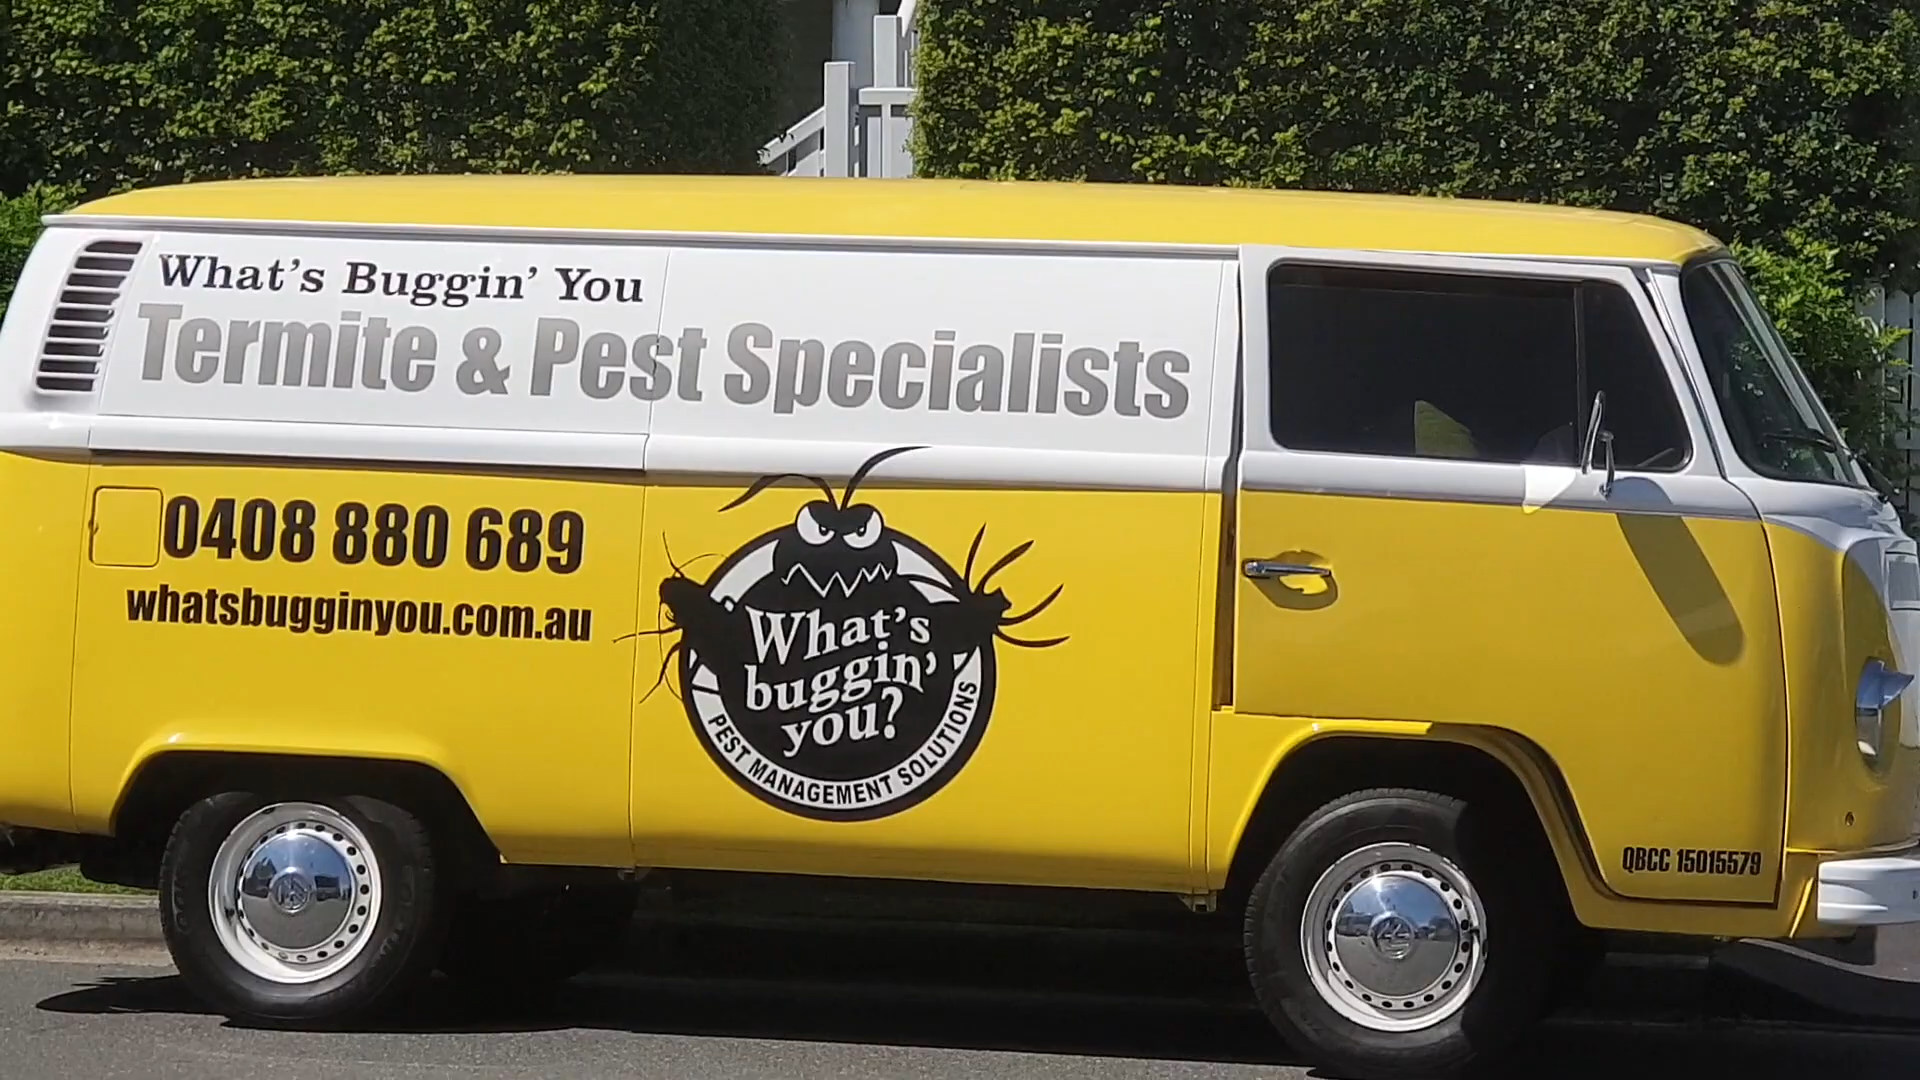 What's Buggin' You
Termite & Pest Specialists
0408 880 689
whatsbugginyou.com.au
What's
buggin'
you?
PEST MANAGEMENT SOLUTIONS
QBCC 15015579